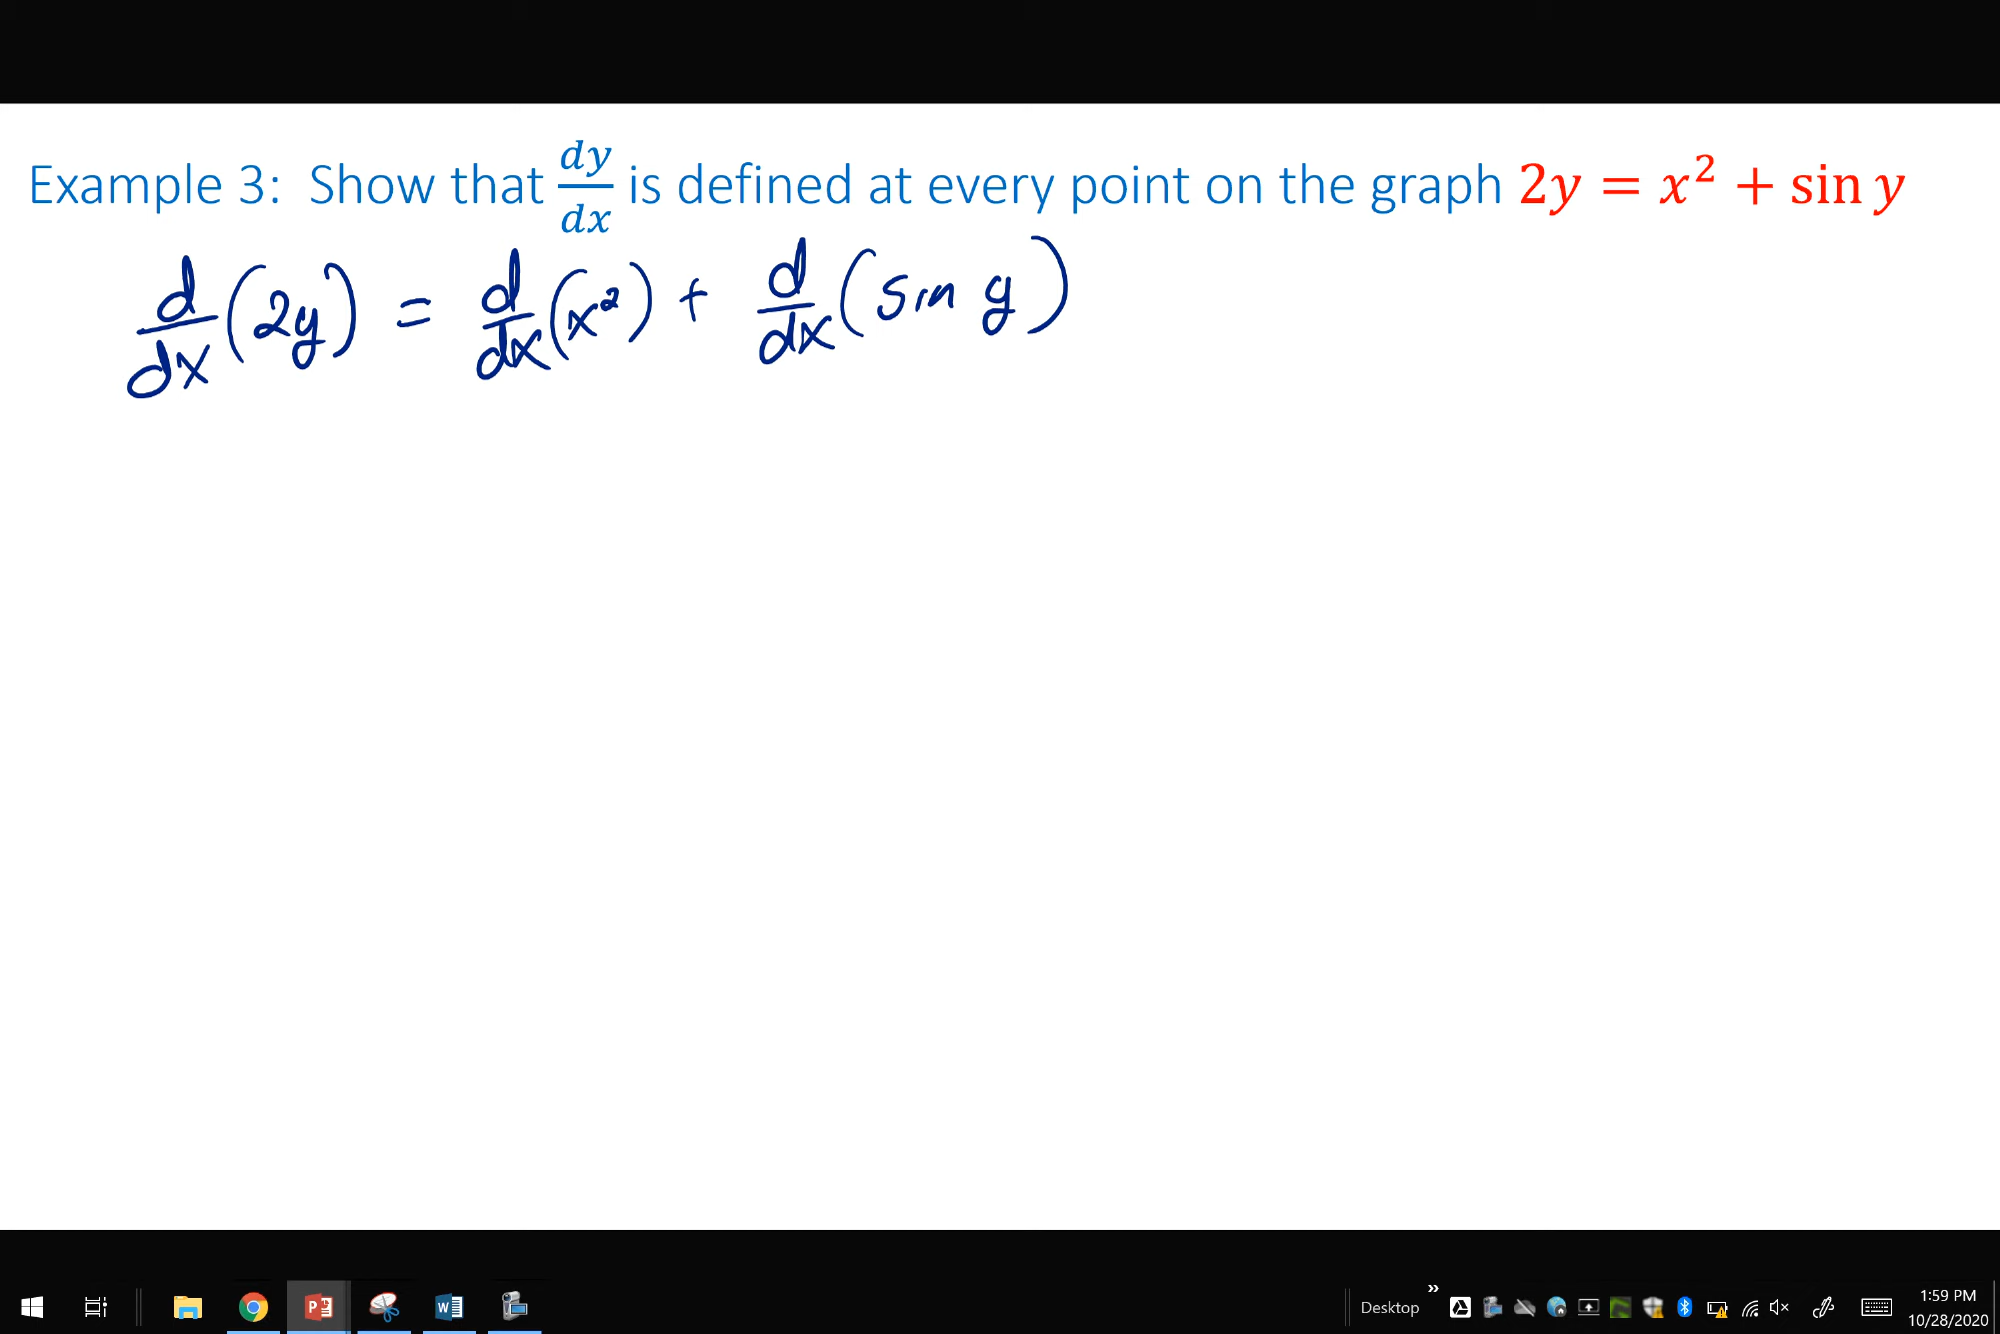 Example 3: Show that dy/dx is defined at every point on the graph 2y = x² + sin y
d/dx (2y) = d/dx (x²) + d/dx (sin y)
Desktop
1:59 PM
10/28/2020